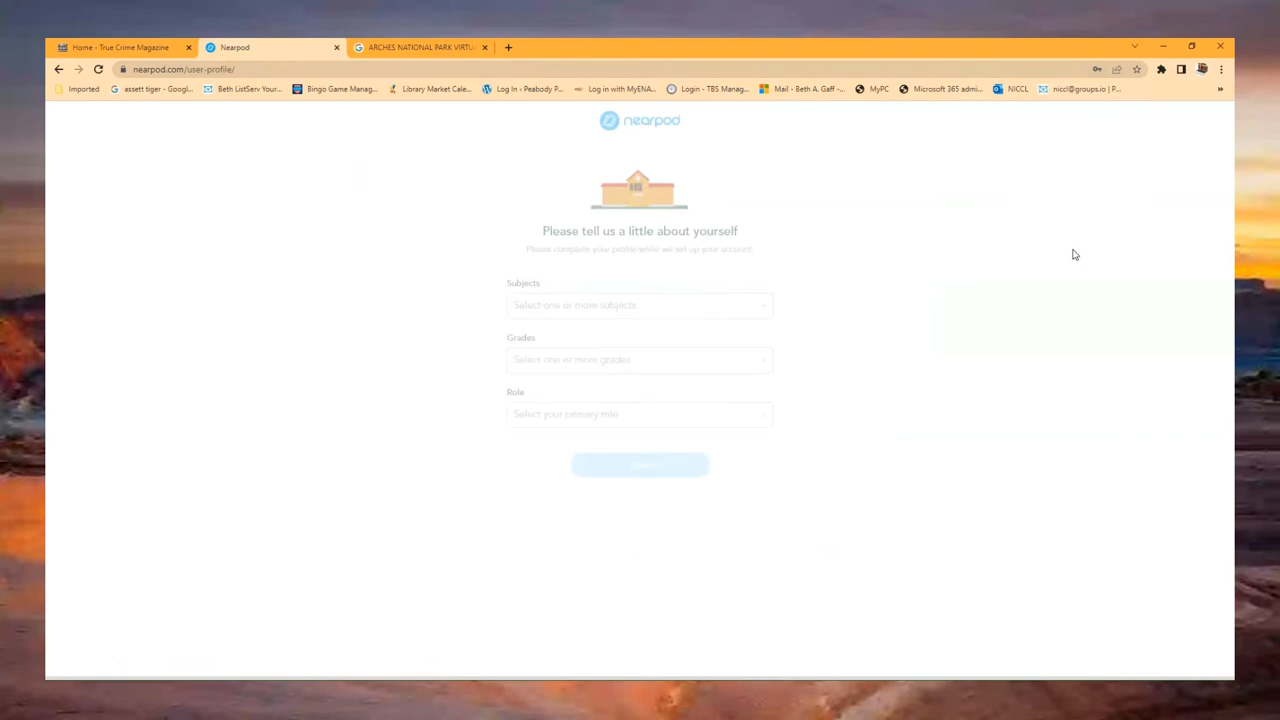 Home - True Crime Magazine
Nearpod
ARCHES NATIONAL PARK VIRTU
nearpod.com/user-profile/
Imported
assett tiger - Googl...
Beth ListServ Your...
Bingo Game Manag...
Library Market Cale...
Log In ‹ Peabody P...
Log in with MyENA...
Login - TBS Manag...
Mail - Beth A. Gaff -...
MyPC
Microsoft 365 admi...
NICCL
niccl@groups.io | P...
»
nearpod
Please tell us a little about yourself
Please complete your profile while we set up your account.
Subjects
Select one or more subjects
Grades
Select one or more grades
Role
Select your primary role